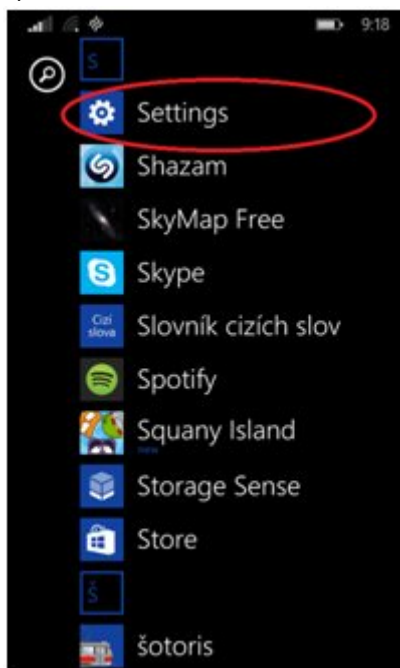 9:18
S
Settings
Shazam
SkyMap Free
Skype
Cizí
slova
Slovník cizích slov
Spotify
Squany Island
new
Storage Sense
Store
Š
šotoris